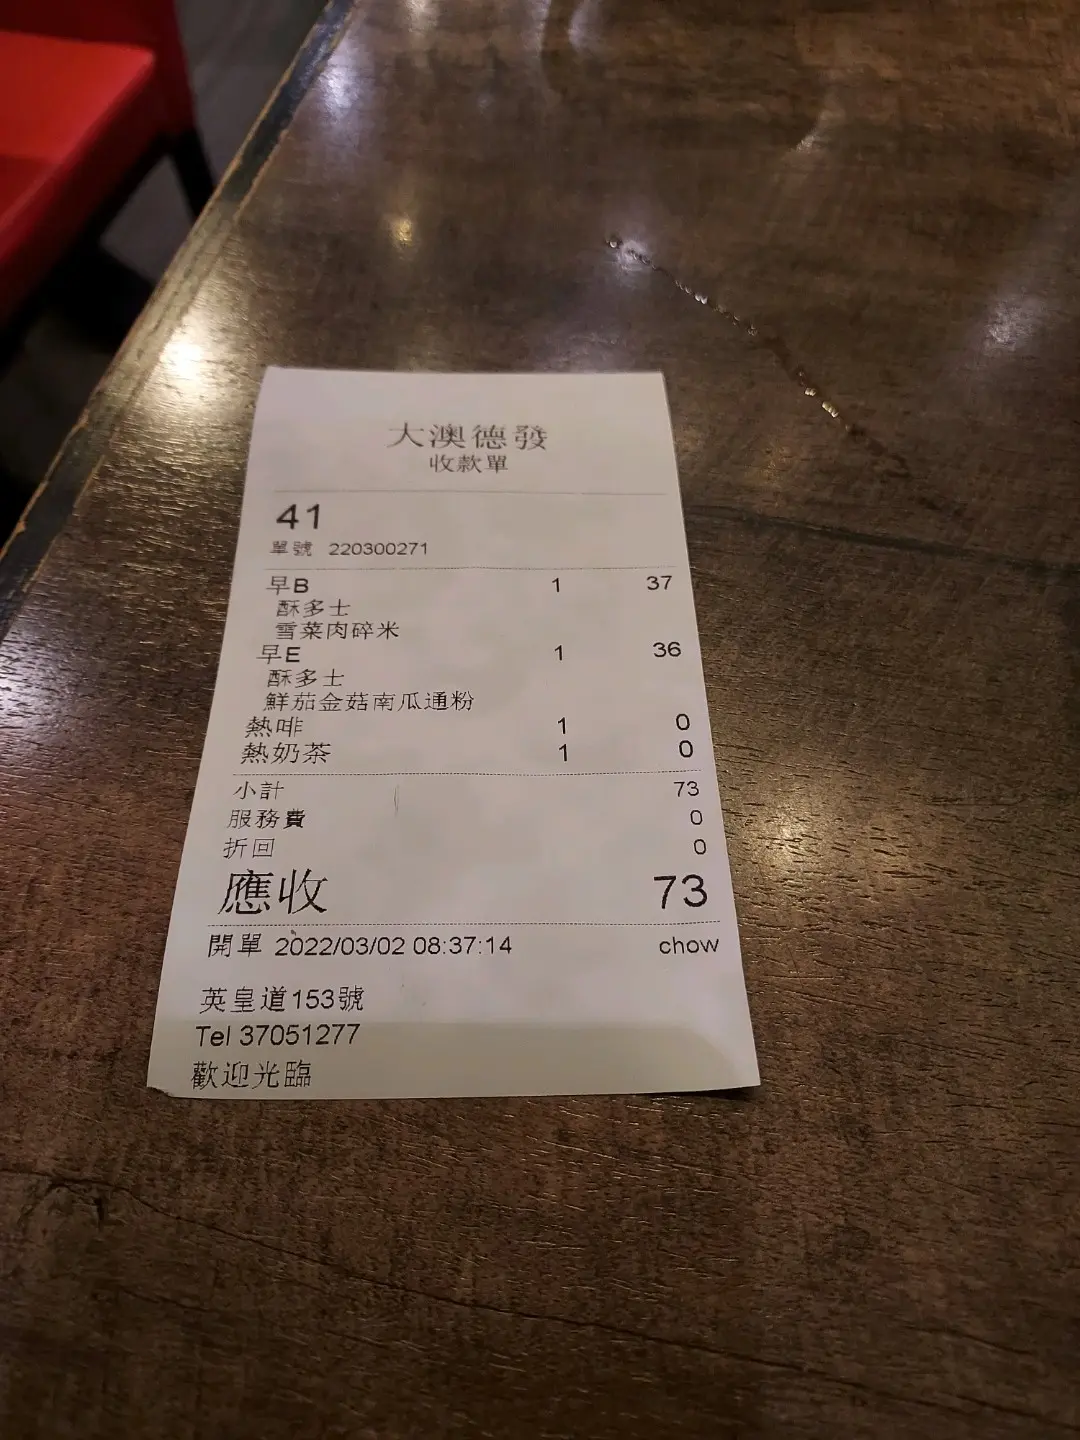 大澳德發
收款單
41
單號 220300271
早B 1 37
酥多士
雪菜肉碎米
早E 1 36
酥多士
鮮茄金菇南瓜通粉
熱啡 1 0
熱奶茶 1 0
小計 73
服務費 0
折回 0
應收 73
開單 2022/03/02 08:37:14 chow
英皇道153號
Tel 37051277
歡迎光臨